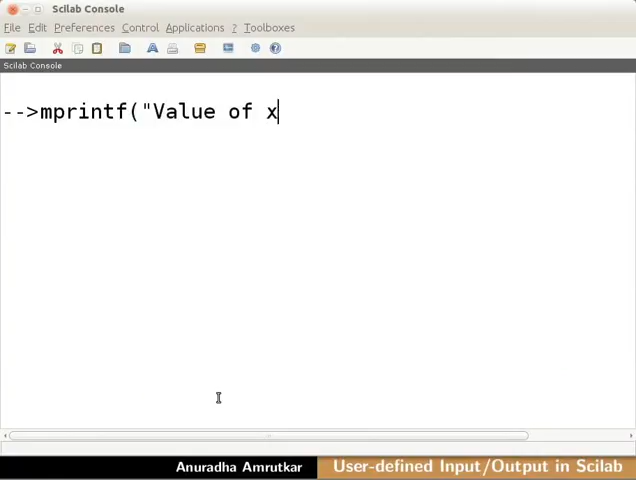 Scilab Console
File Edit Preferences Control Applications ? Toolboxes
Scilab Console
-->mprintf("Value of x
Anuradha Amrutkar User-defined Input/Output in Scilab